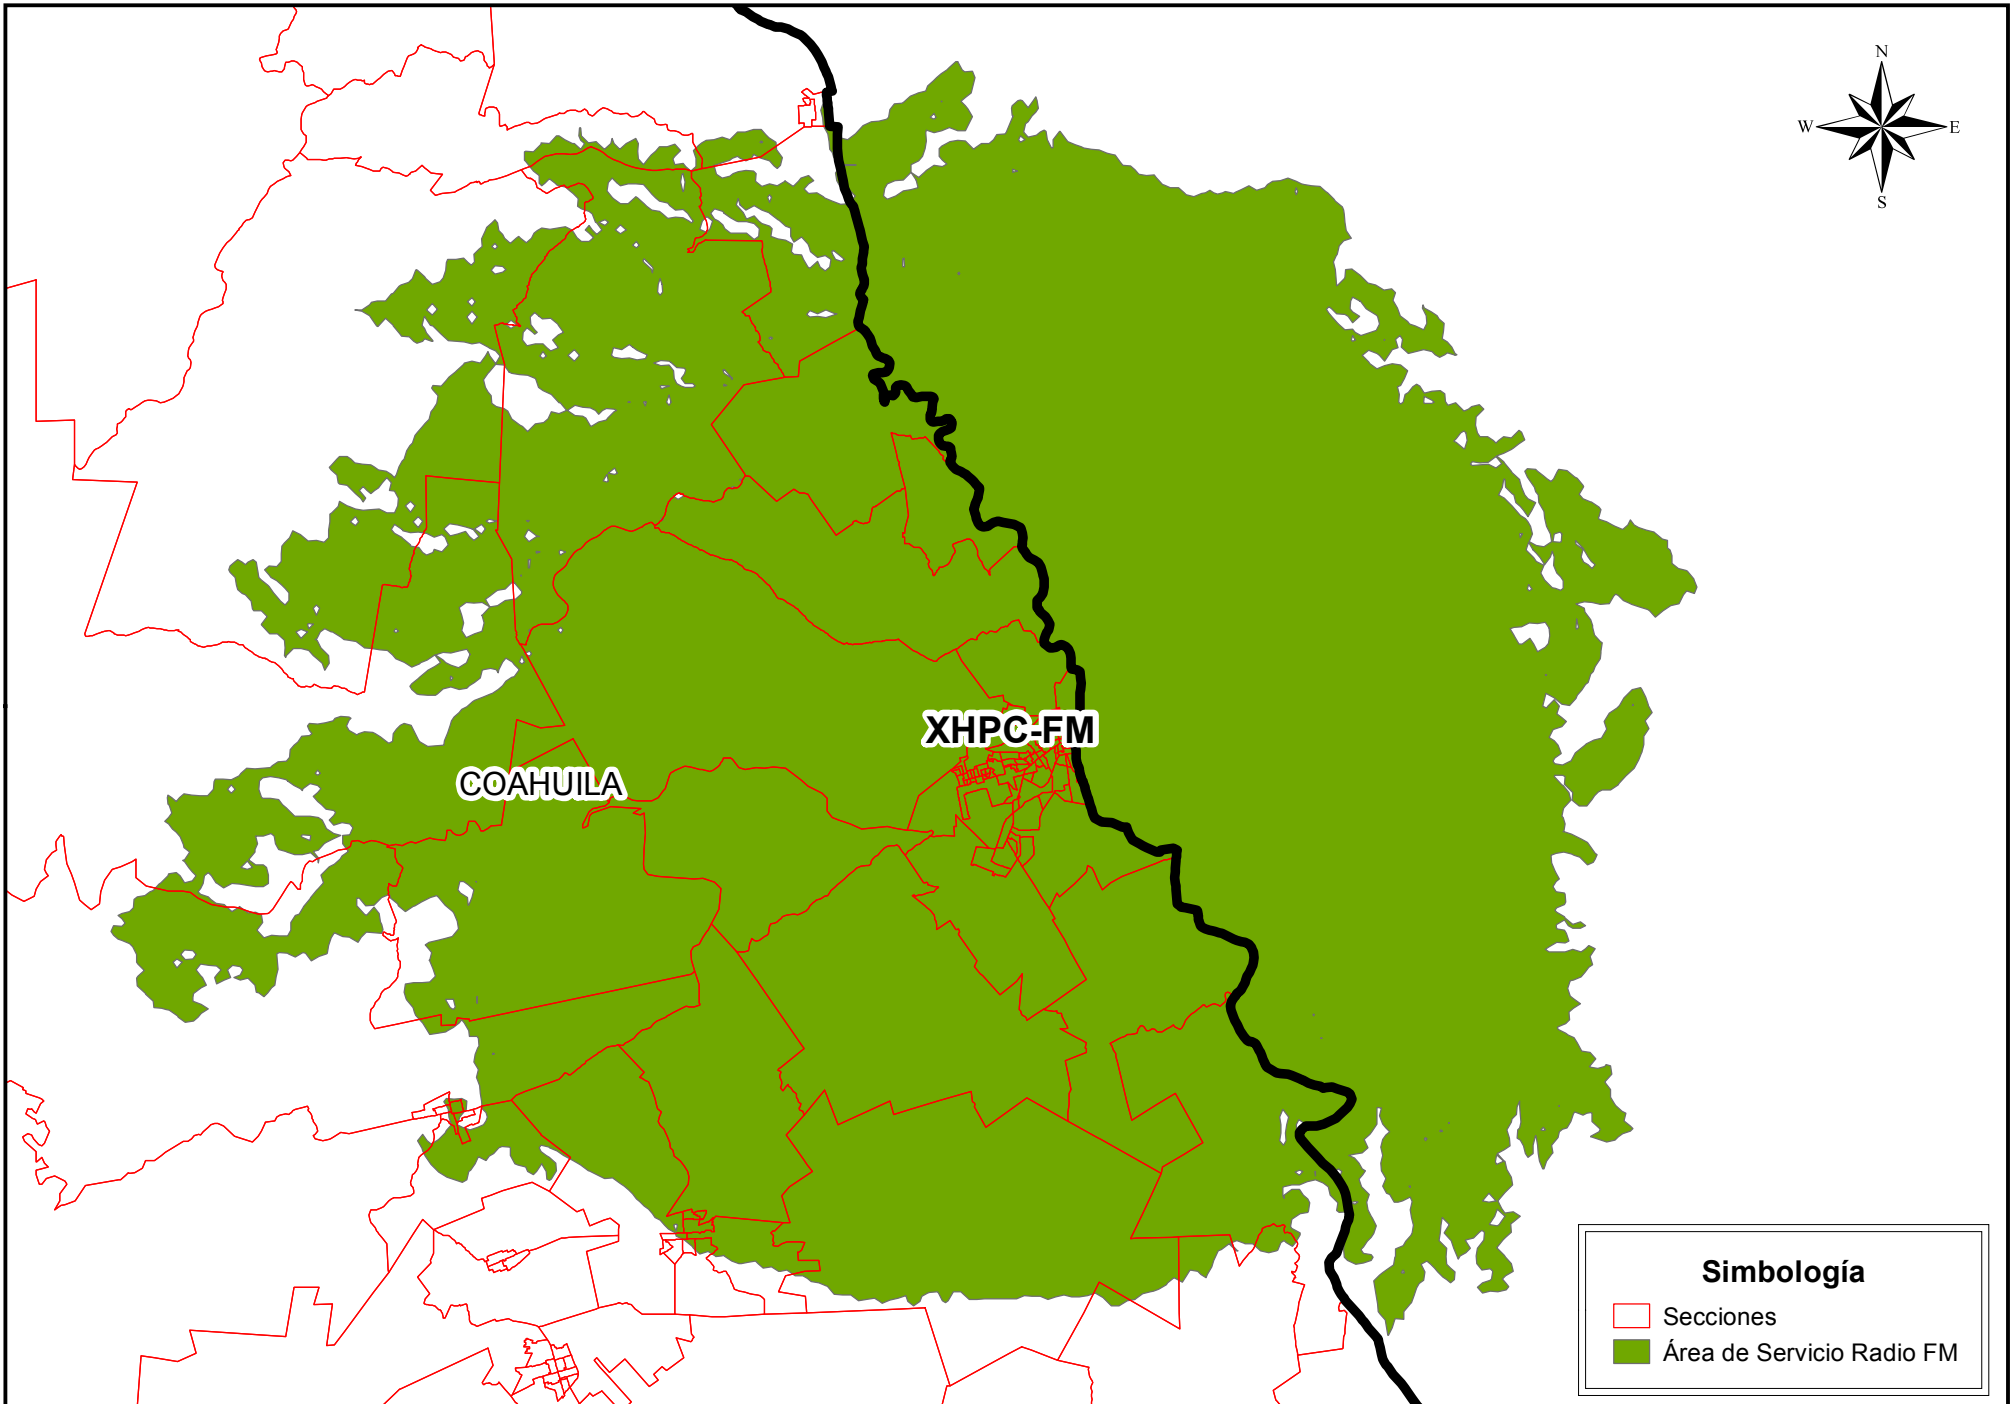 N
W
E
S
XHPC-FM
COAHUILA
Simbología
Secciones
Área de Servicio Radio FM